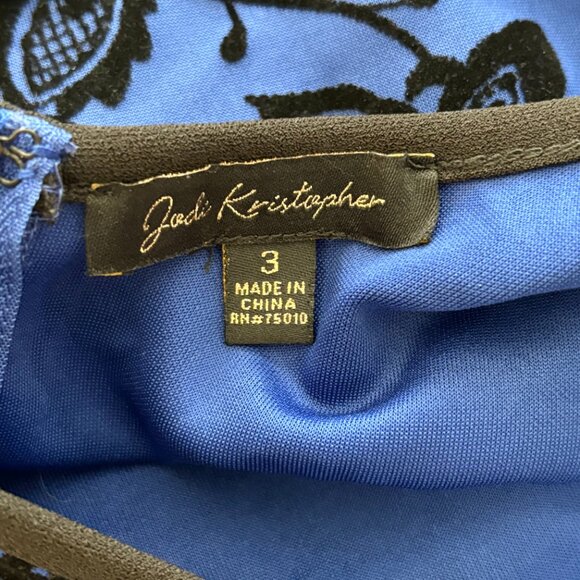 Jodi Kristopher
3
MADE IN
CHINA
RN#75010